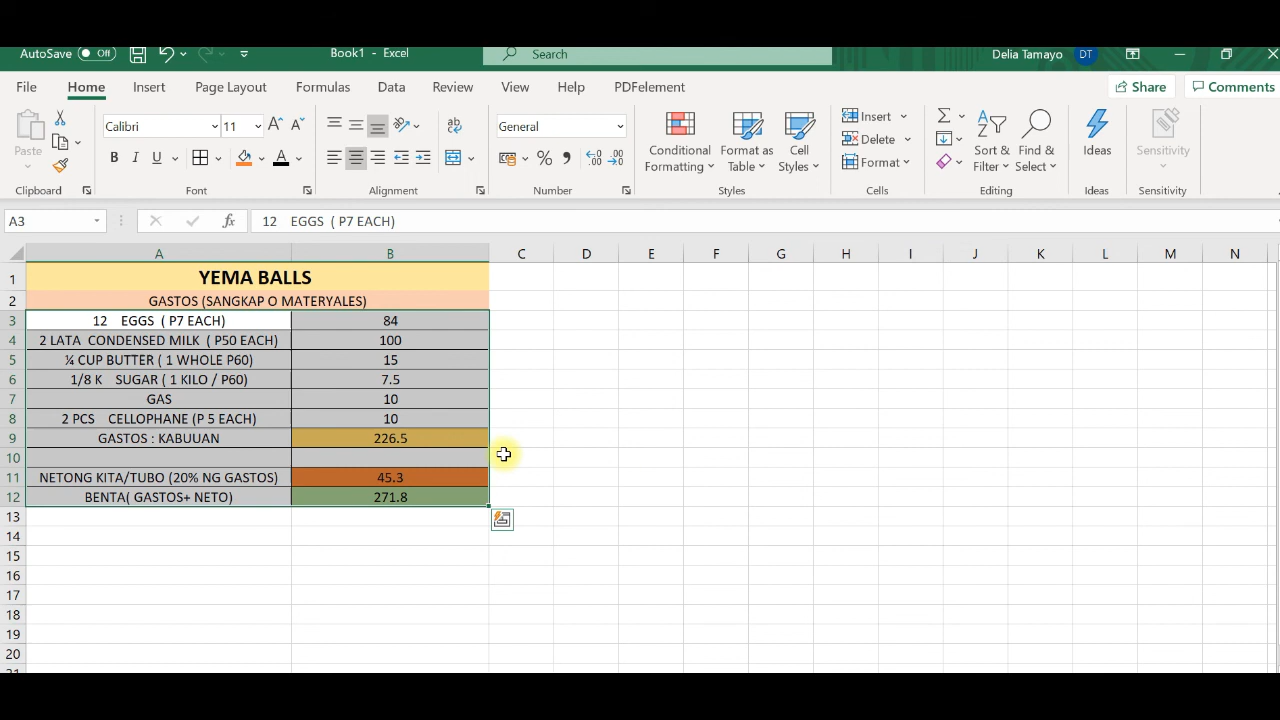 AutoSave Off Book1 - Excel Search Delia Tamayo DT
File Home Insert Page Layout Formulas Data Review View Help PDFelement Share Comments
Paste Calibri 11 A A General Conditional Formatting Format as Table Cell Styles Insert Delete Format Sort & Filter Find & Select Ideas Sensitivity
B I U A % ,
Clipboard Font Alignment Number Styles Cells Editing Ideas Sensitivity
A3 fx 12 EGGS ( P7 EACH)
A B C D E F G H I J K L M N
1 YEMA BALLS
2 GASTOS (SANGKAP O MATERYALES)
3 12 EGGS ( P7 EACH) 84
4 2 LATA CONDENSED MILK ( P50 EACH) 100
5 ¼ CUP BUTTER ( 1 WHOLE P60) 15
6 1/8 K SUGAR ( 1 KILO / P60) 7.5
7 GAS 10
8 2 PCS CELLOPHANE (P 5 EACH) 10
9 GASTOS : KABUUAN 226.5
10
11 NETONG KITA/TUBO (20% NG GASTOS) 45.3
12 BENTA( GASTOS+ NETO) 271.8
13
14
15
16
17
18
19
20